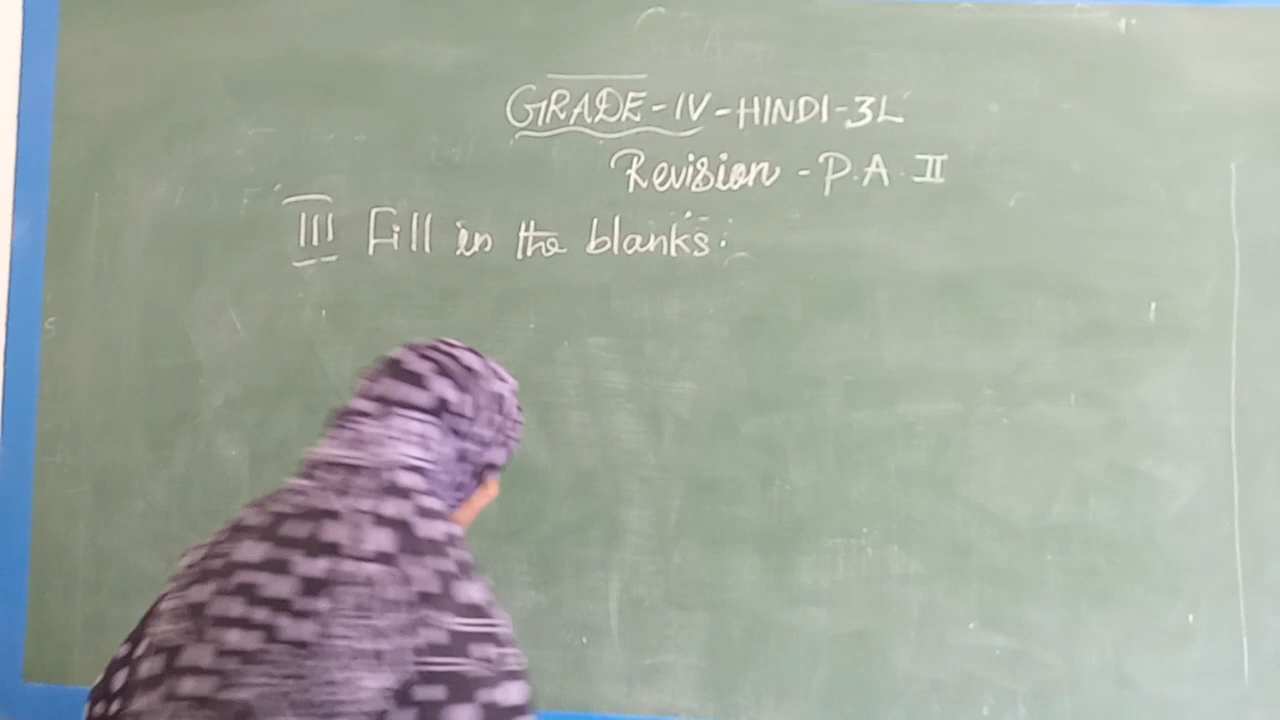 GRADE-IV-HINDI-3L
Revision - P.A. II
III Fill in the blanks: